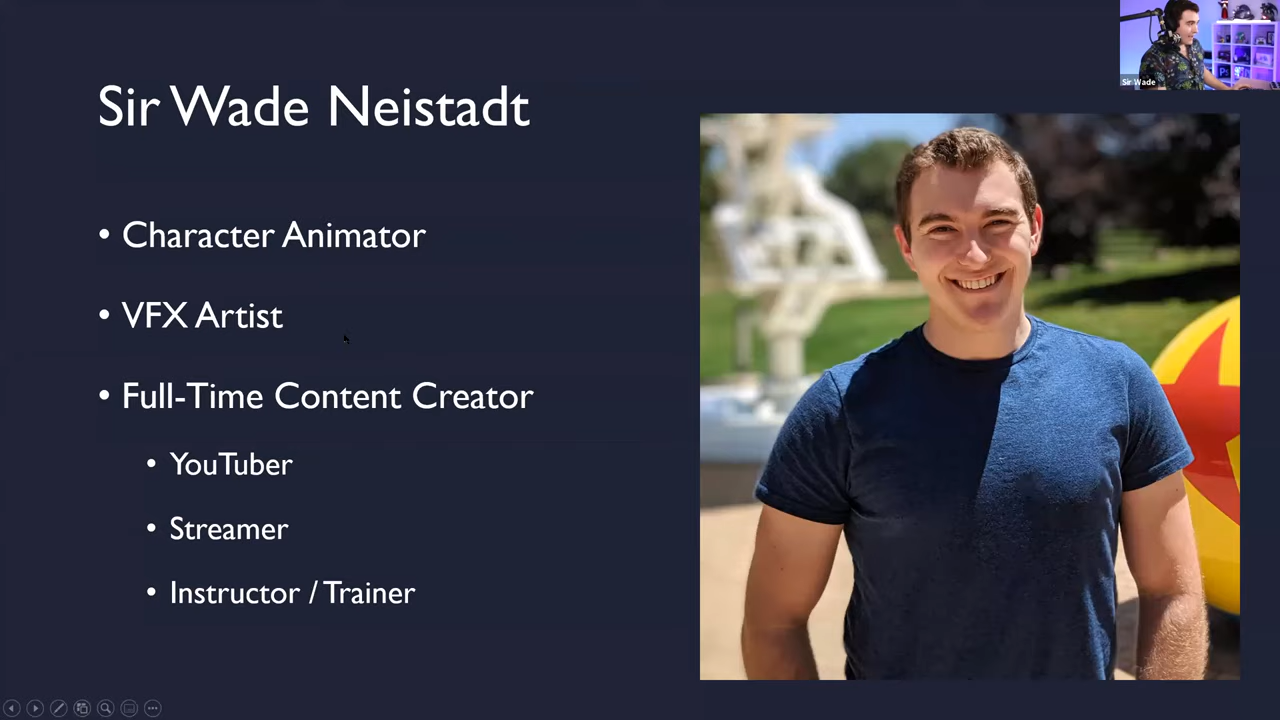 Sir Wade
Sir Wade Neistadt
• Character Animator
• VFX Artist
• Full-Time Content Creator
• YouTuber
• Streamer
• Instructor / Trainer